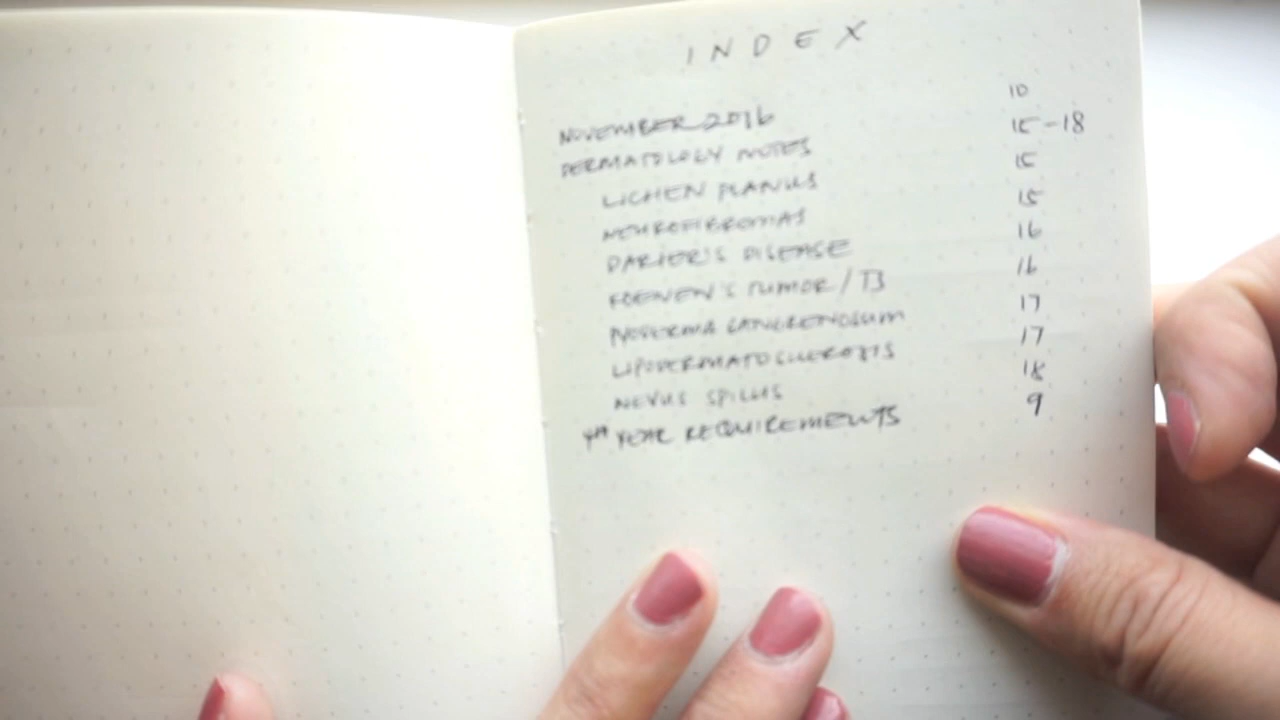 INDEX
NOVEMBER 2016 10
DERMATOLOGY NOTES 15-18
LICHEN PLANUS 15
NEUROFIBROMAS 15
DARIER'S DISEASE 16
KOENEN'S TUMOR / TS 16
PYODERMA GANGRENOSUM 17
LIPODERMATOSCLEROSIS 17
NEVUS SPILUS 18
4TH YEAR REQUIREMENTS 9